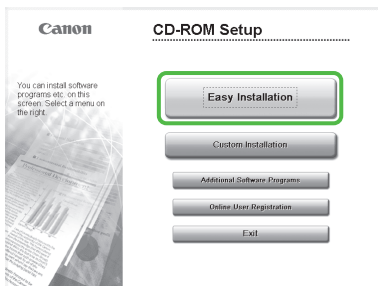 Canon
CD-ROM Setup
You can install software
programs etc. on this
screen. Select a menu on
the right.
Easy Installation
Custom Installation
Additional Software Programs
Online User Registration
Exit